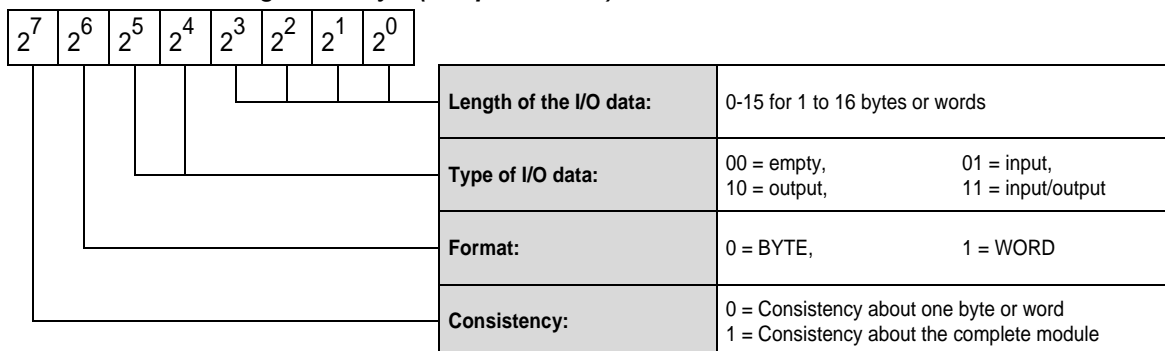 2^7 2^6 2^5 2^4 2^3 2^2 2^1 2^0
Length of the I/O data: 0-15 for 1 to 16 bytes or words
Type of I/O data: 00 = empty, 01 = input,
10 = output, 11 = input/output
Format: 0 = BYTE, 1 = WORD
Consistency: 0 = Consistency about one byte or word
1 = Consistency about the complete module